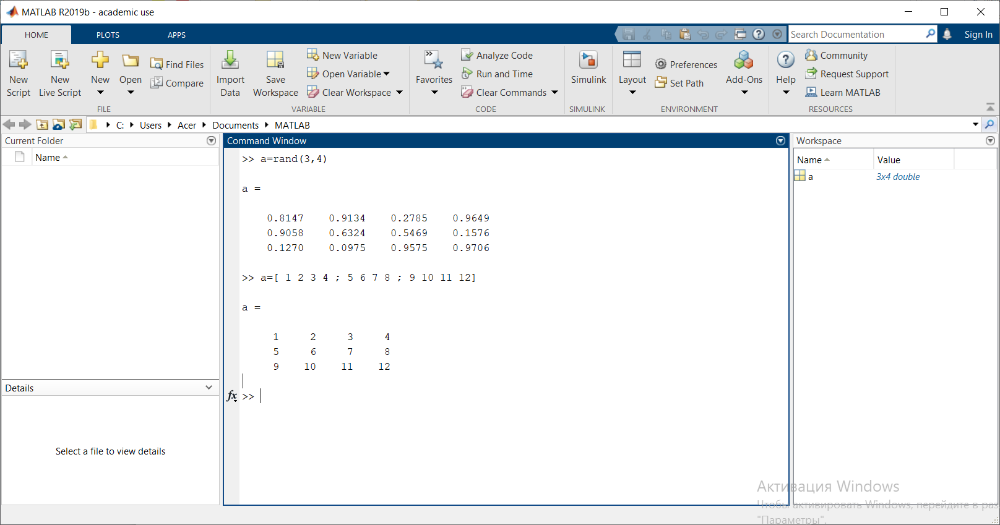 MATLAB R2019b - academic use
HOME PLOTS APPS
Search Documentation
Sign In
New Script
New Live Script
New
Open
Find Files
Compare
FILE
Import Data
Save Workspace
New Variable
Open Variable
Clear Workspace
VARIABLE
Favorites
Analyze Code
Run and Time
Clear Commands
CODE
Simulink
SIMULINK
Layout
Preferences
Set Path
Add-Ons
ENVIRONMENT
Help
Community
Request Support
Learn MATLAB
RESOURCES
C: Users Acer Documents MATLAB
Current Folder
Name
Details
Select a file to view details
Command Window
>> a=rand(3,4)
a =
0.8147 0.9134 0.2785 0.9649
0.9058 0.6324 0.5469 0.1576
0.1270 0.0975 0.9575 0.9706
>> a=[ 1 2 3 4 ; 5 6 7 8 ; 9 10 11 12]
a =
1 2 3 4
5 6 7 8
9 10 11 12
fx >>
Workspace
Name Value
a 3x4 double
Активация Windows
Чтобы активировать Windows, перейдите в раз
"Параметры".